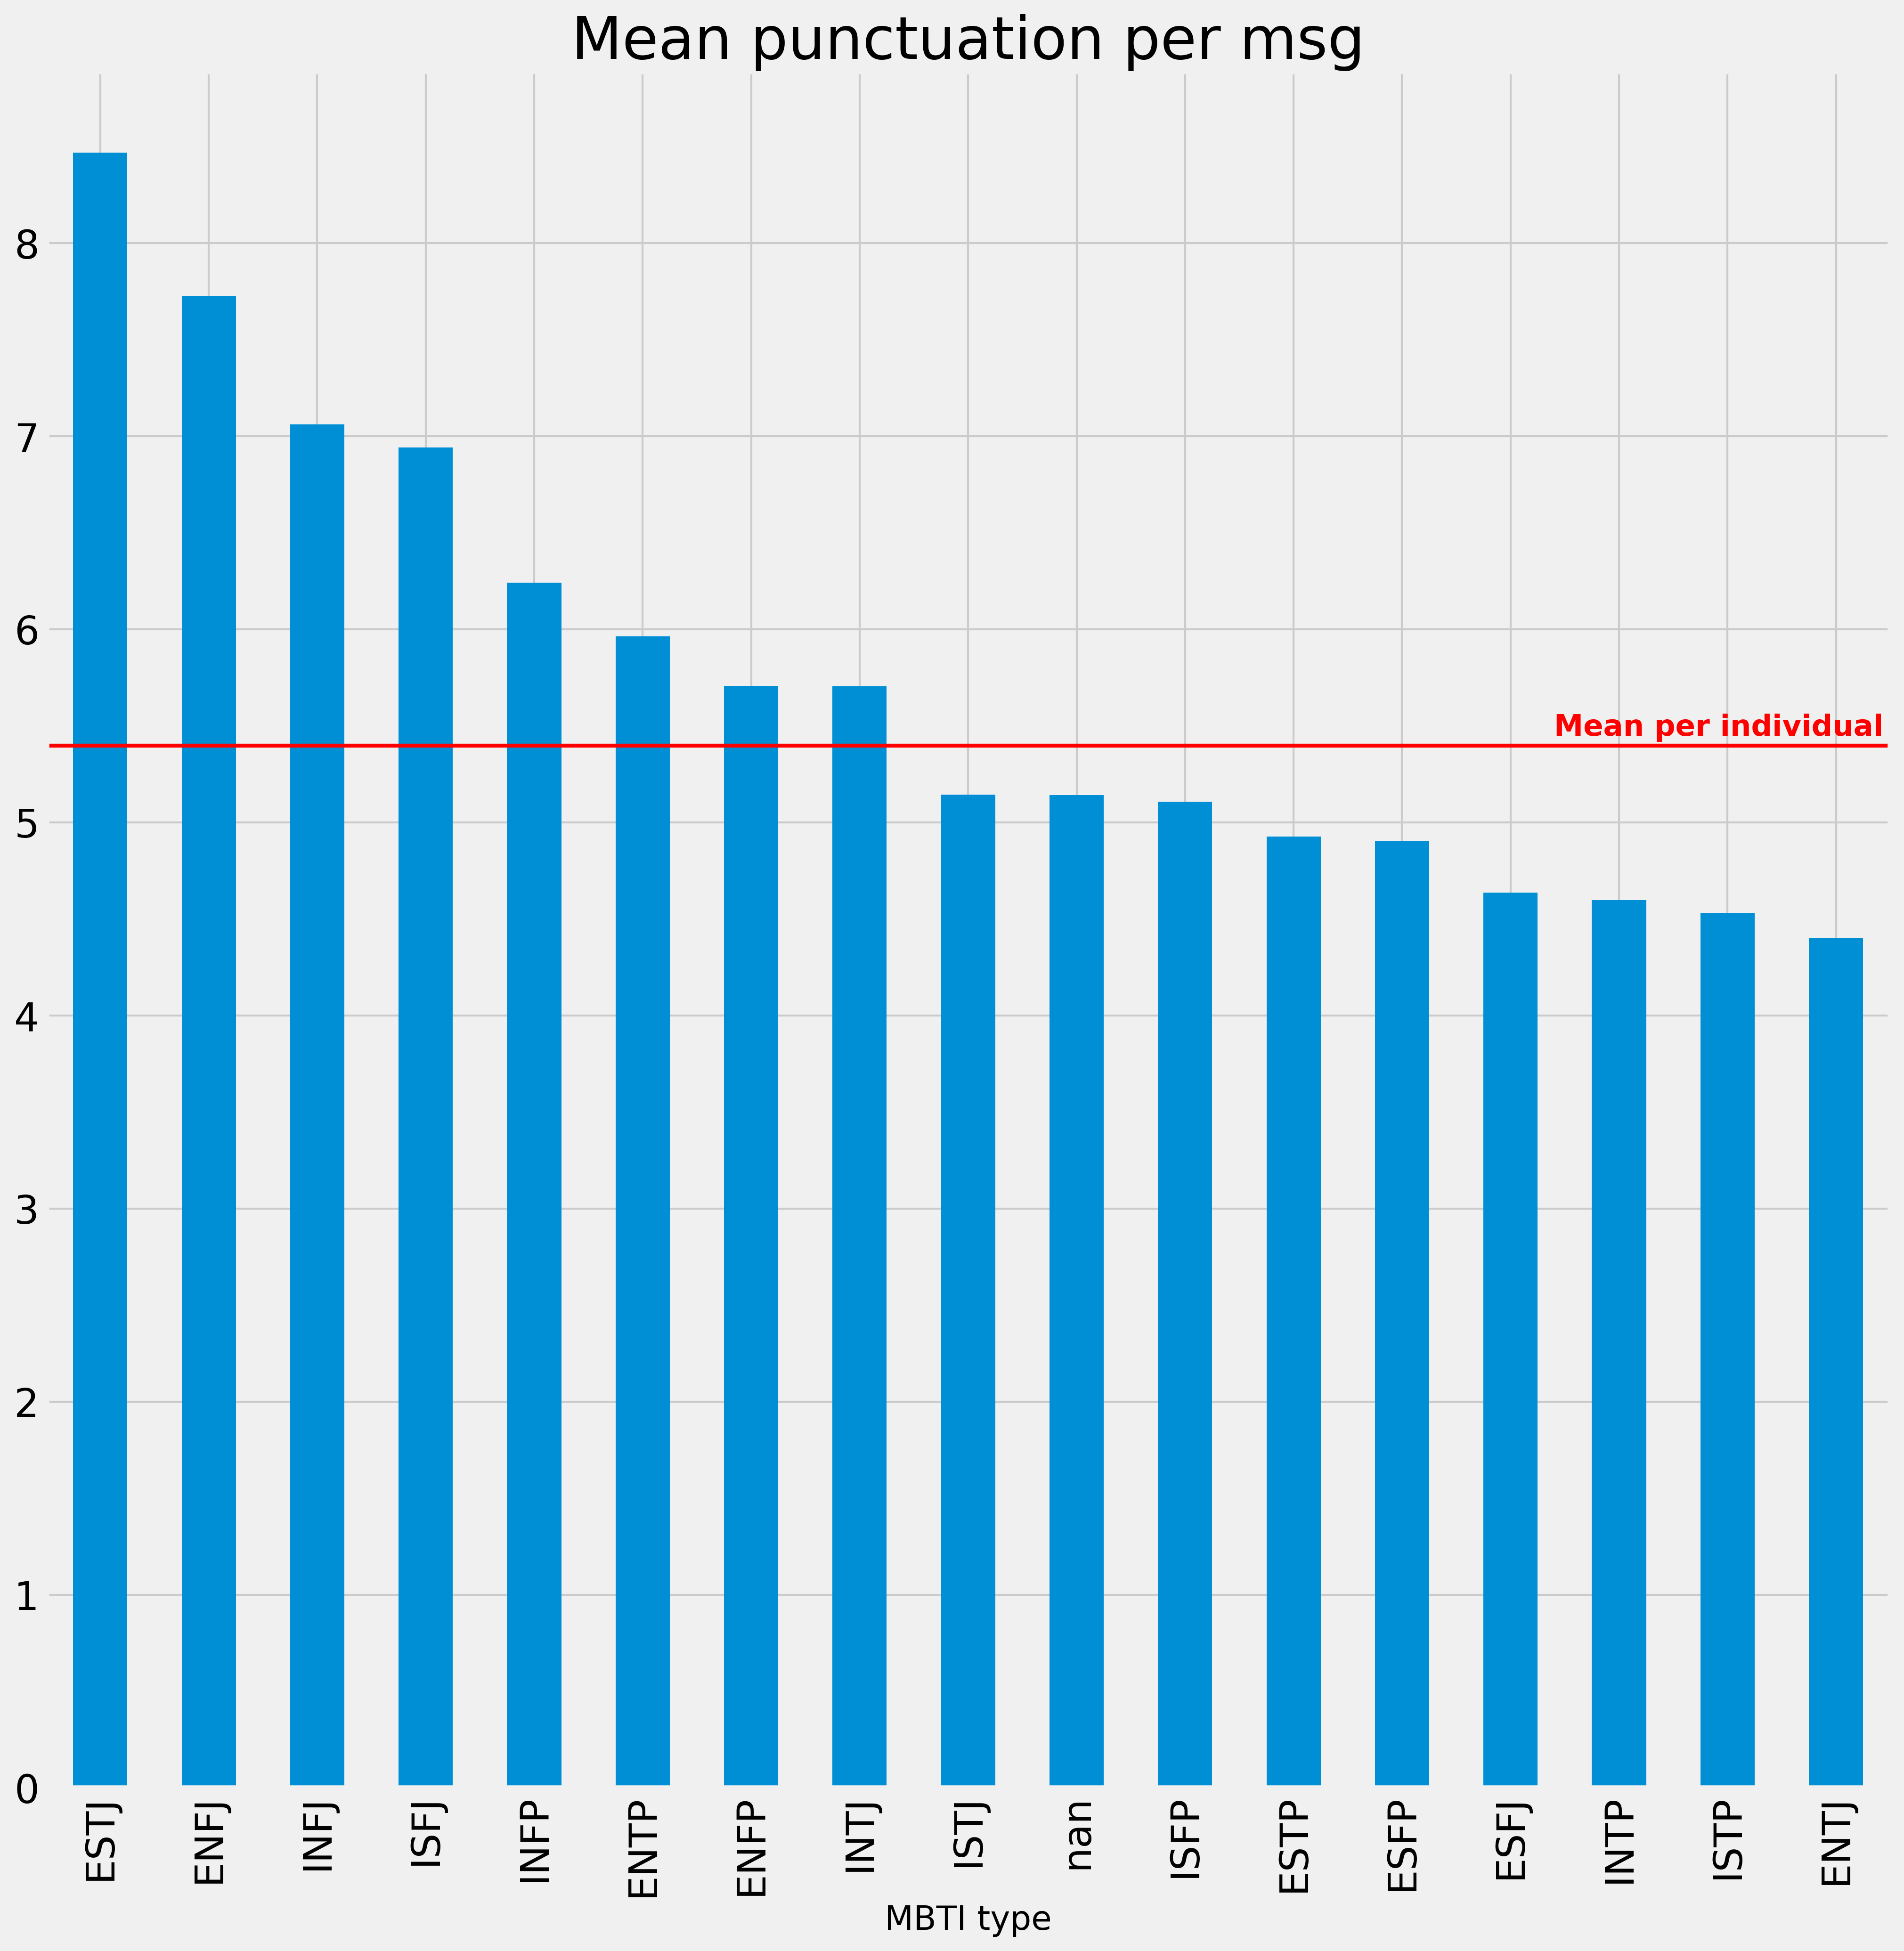 Mean punctuation per msg
8
7
6
Mean per individual
5
4
3
2
1
0
ESTJ
ENFJ
INFJ
ISFJ
INFP
ENTP
ENFP
INTJ
ISTJ
nan
ISFP
ESTP
ESFP
ESFJ
INTP
ISTP
ENTJ
MBTI type